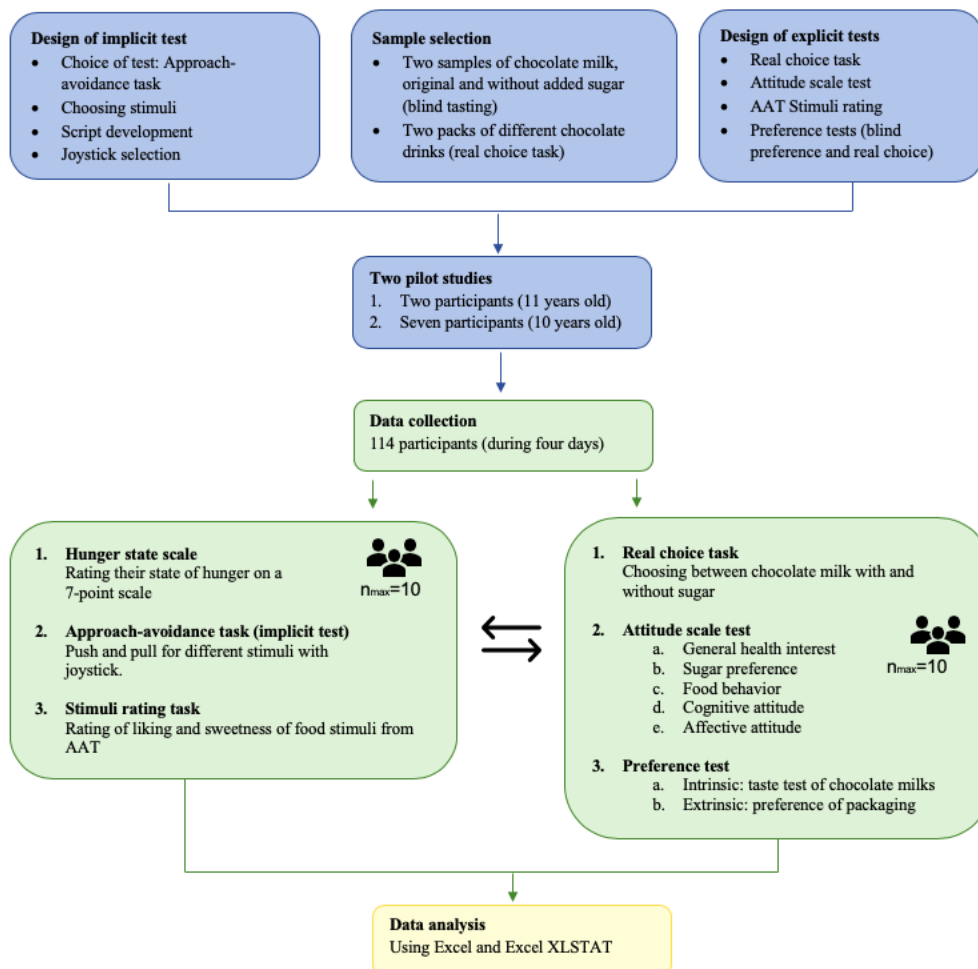 Design of implicit test
• Choice of test: Approach-
avoidance task
• Choosing stimuli
• Script development
• Joystick selection
Sample selection
• Two samples of chocolate milk,
original and without added sugar
(blind tasting)
• Two packs of different chocolate
drinks (real choice task)
Design of explicit tests
• Real choice task
• Attitude scale test
• AAT Stimuli rating
• Preference tests (blind
preference and real choice)
Two pilot studies
1. Two participants (11 years old)
2. Seven participants (10 years old)
Data collection
114 participants (during four days)
1. Hunger state scale
Rating their state of hunger on a
7-point scale
nmax=10
2. Approach-avoidance task (implicit test)
Push and pull for different stimuli with
joystick.
3. Stimuli rating task
Rating of liking and sweetness of food stimuli from
AAT
1. Real choice task
Choosing between chocolate milk with and
without sugar
2. Attitude scale test
a. General health interest
b. Sugar preference
c. Food behavior
d. Cognitive attitude
e. Affective attitude
nmax=10
3. Preference test
a. Intrinsic: taste test of chocolate milks
b. Extrinsic: preference of packaging
Data analysis
Using Excel and Excel XLSTAT